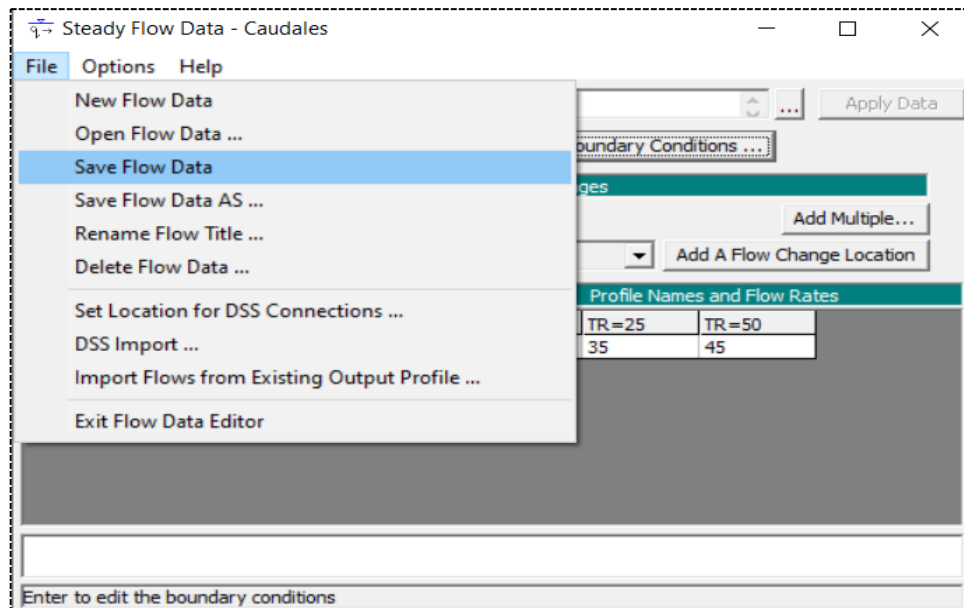 Steady Flow Data - Caudales
File Options Help
New Flow Data
Open Flow Data ...
Save Flow Data
Save Flow Data AS ...
Rename Flow Title ...
Delete Flow Data ...
Set Location for DSS Connections ...
DSS Import ...
Import Flows from Existing Output Profile ...
Exit Flow Data Editor
... Apply Data
Conditions ...
Add Multiple...
Add A Flow Change Location
Profile Names and Flow Rates
TR=25 TR=50
35 45
Enter to edit the boundary conditions